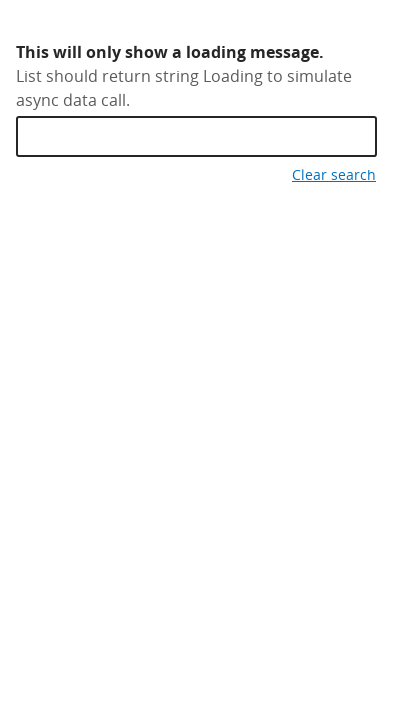 This will only show a loading message.
List should return string Loading to simulate
async data call.
Clear search